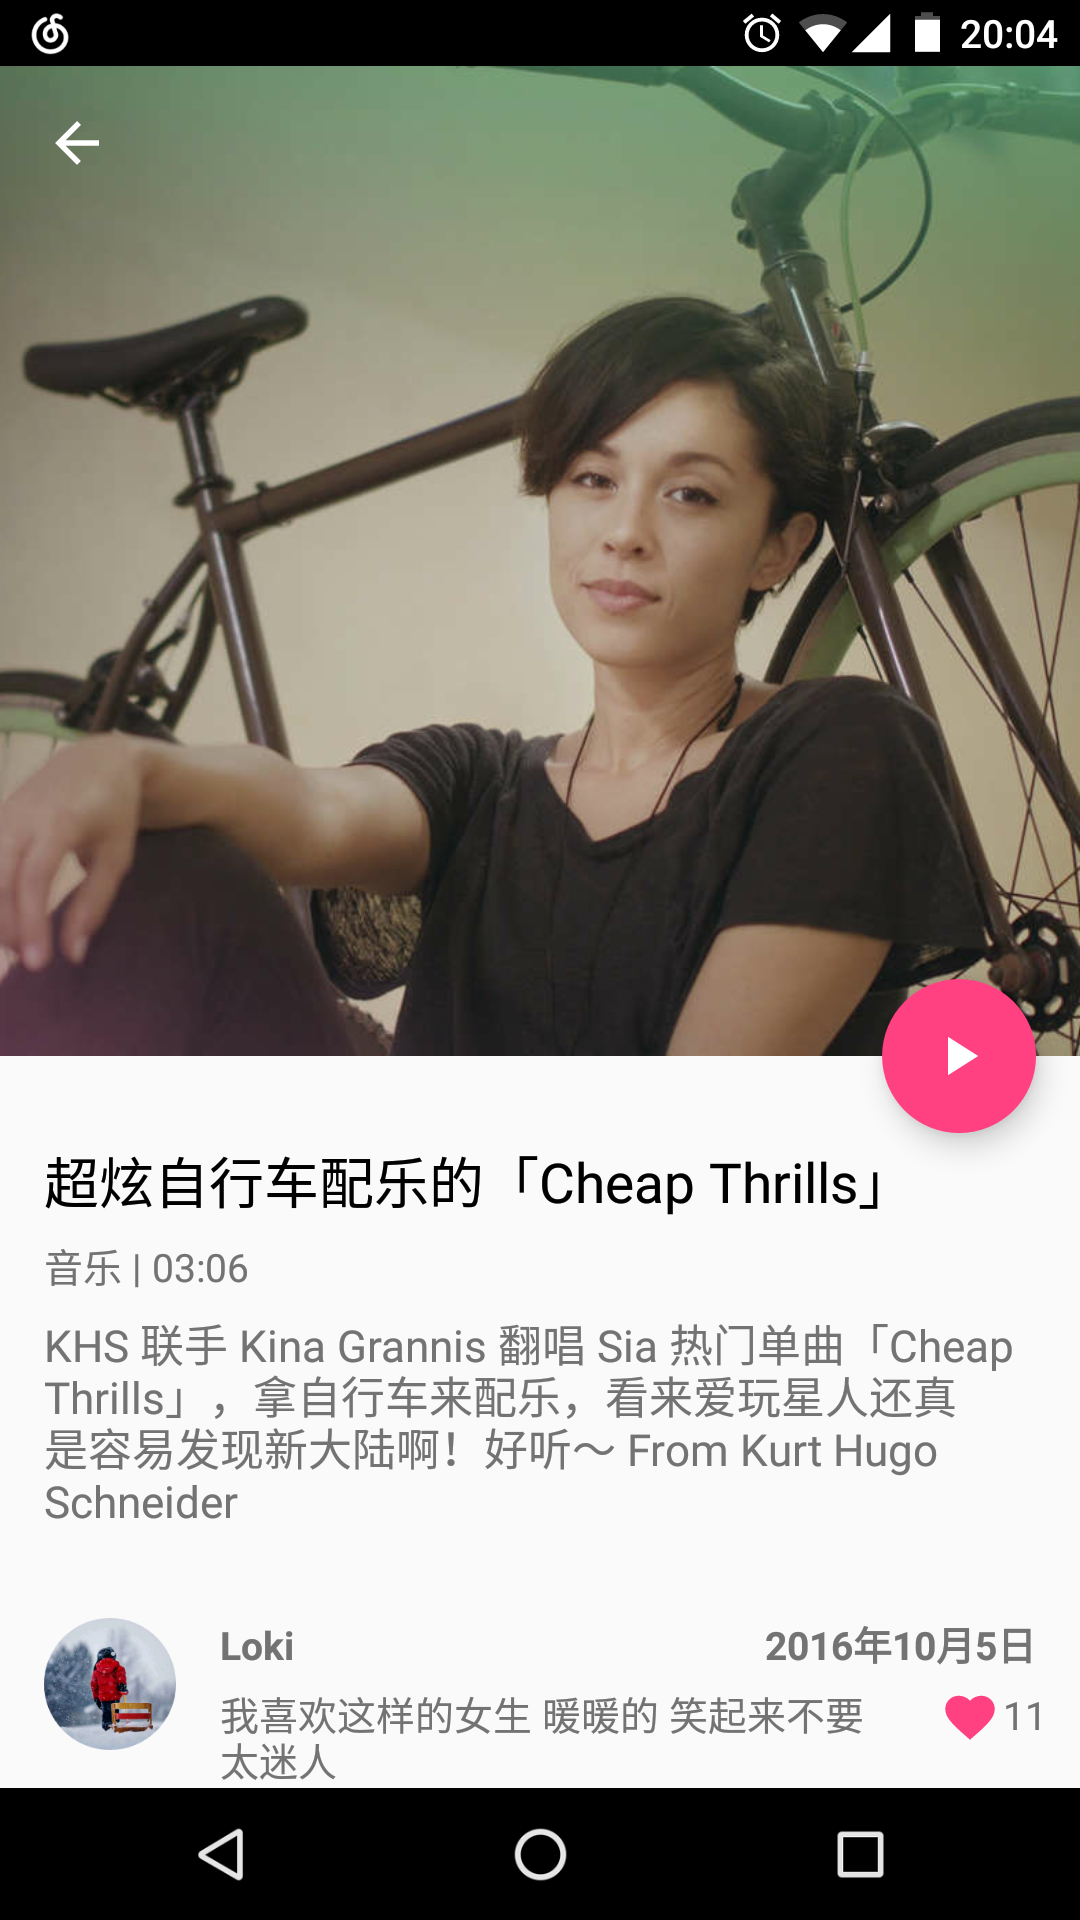 20:04
超炫自行车配乐的「Cheap Thrills」
音乐 | 03:06
KHS 联手 Kina Grannis 翻唱 Sia 热门单曲「Cheap
Thrills」，拿自行车来配乐，看来爱玩星人还真
是容易发现新大陆啊！好听～ From Kurt Hugo
Schneider
Loki
2016年10月5日
我喜欢这样的女生 暖暖的 笑起来不要
太迷人
11